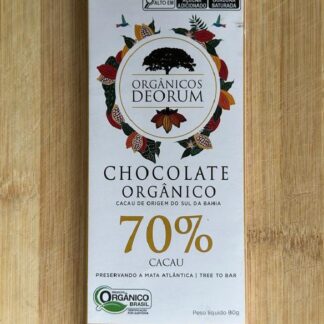 ALTO EM
ADICIONADO
SATURADA
ORGÂNICOS
DEORUM
CHOCOLATE
ORGÂNICO
CACAU DE ORIGEM DO SUL DA BAHIA
70%
CACAU
PRESERVANDO A MATA ATLÂNTICA | TREE TO BAR
ORGÂNICO
BRASIL
Peso líquido 80g